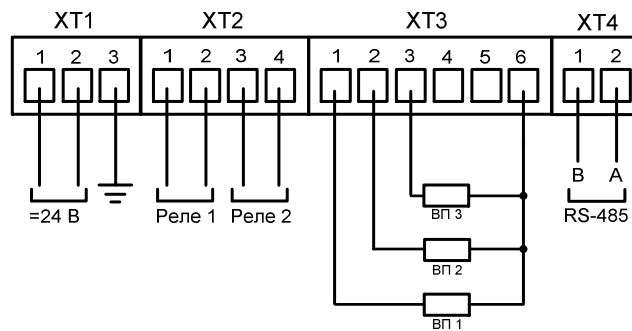 XT1 XT2 XT3 XT4
1 2 3 1 2 3 4 1 2 3 4 5 6 1 2
B A
=24 В Реле 1 Реле 2 ВП 3 RS-485
ВП 2
ВП 1